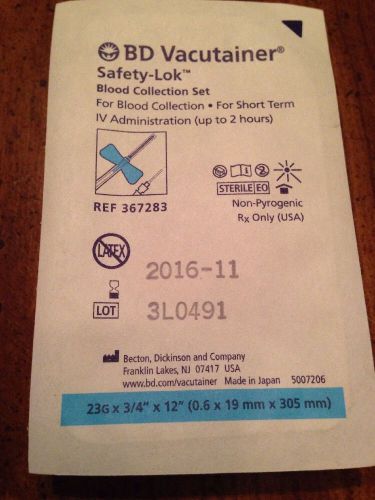 BD Vacutainer®
Safety-Lok™
Blood Collection Set
For Blood Collection • For Short Term
IV Administration (up to 2 hours)
REF 367283
STERILE EO
Non-Pyrogenic
Rx Only (USA)
LATEX
2016-11
LOT 3L0491
Becton, Dickinson and Company
Franklin Lakes, NJ 07417 USA
www.bd.com/vacutainer Made in Japan 5007206
23G x 3/4" x 12" (0.6 x 19 mm x 305 mm)